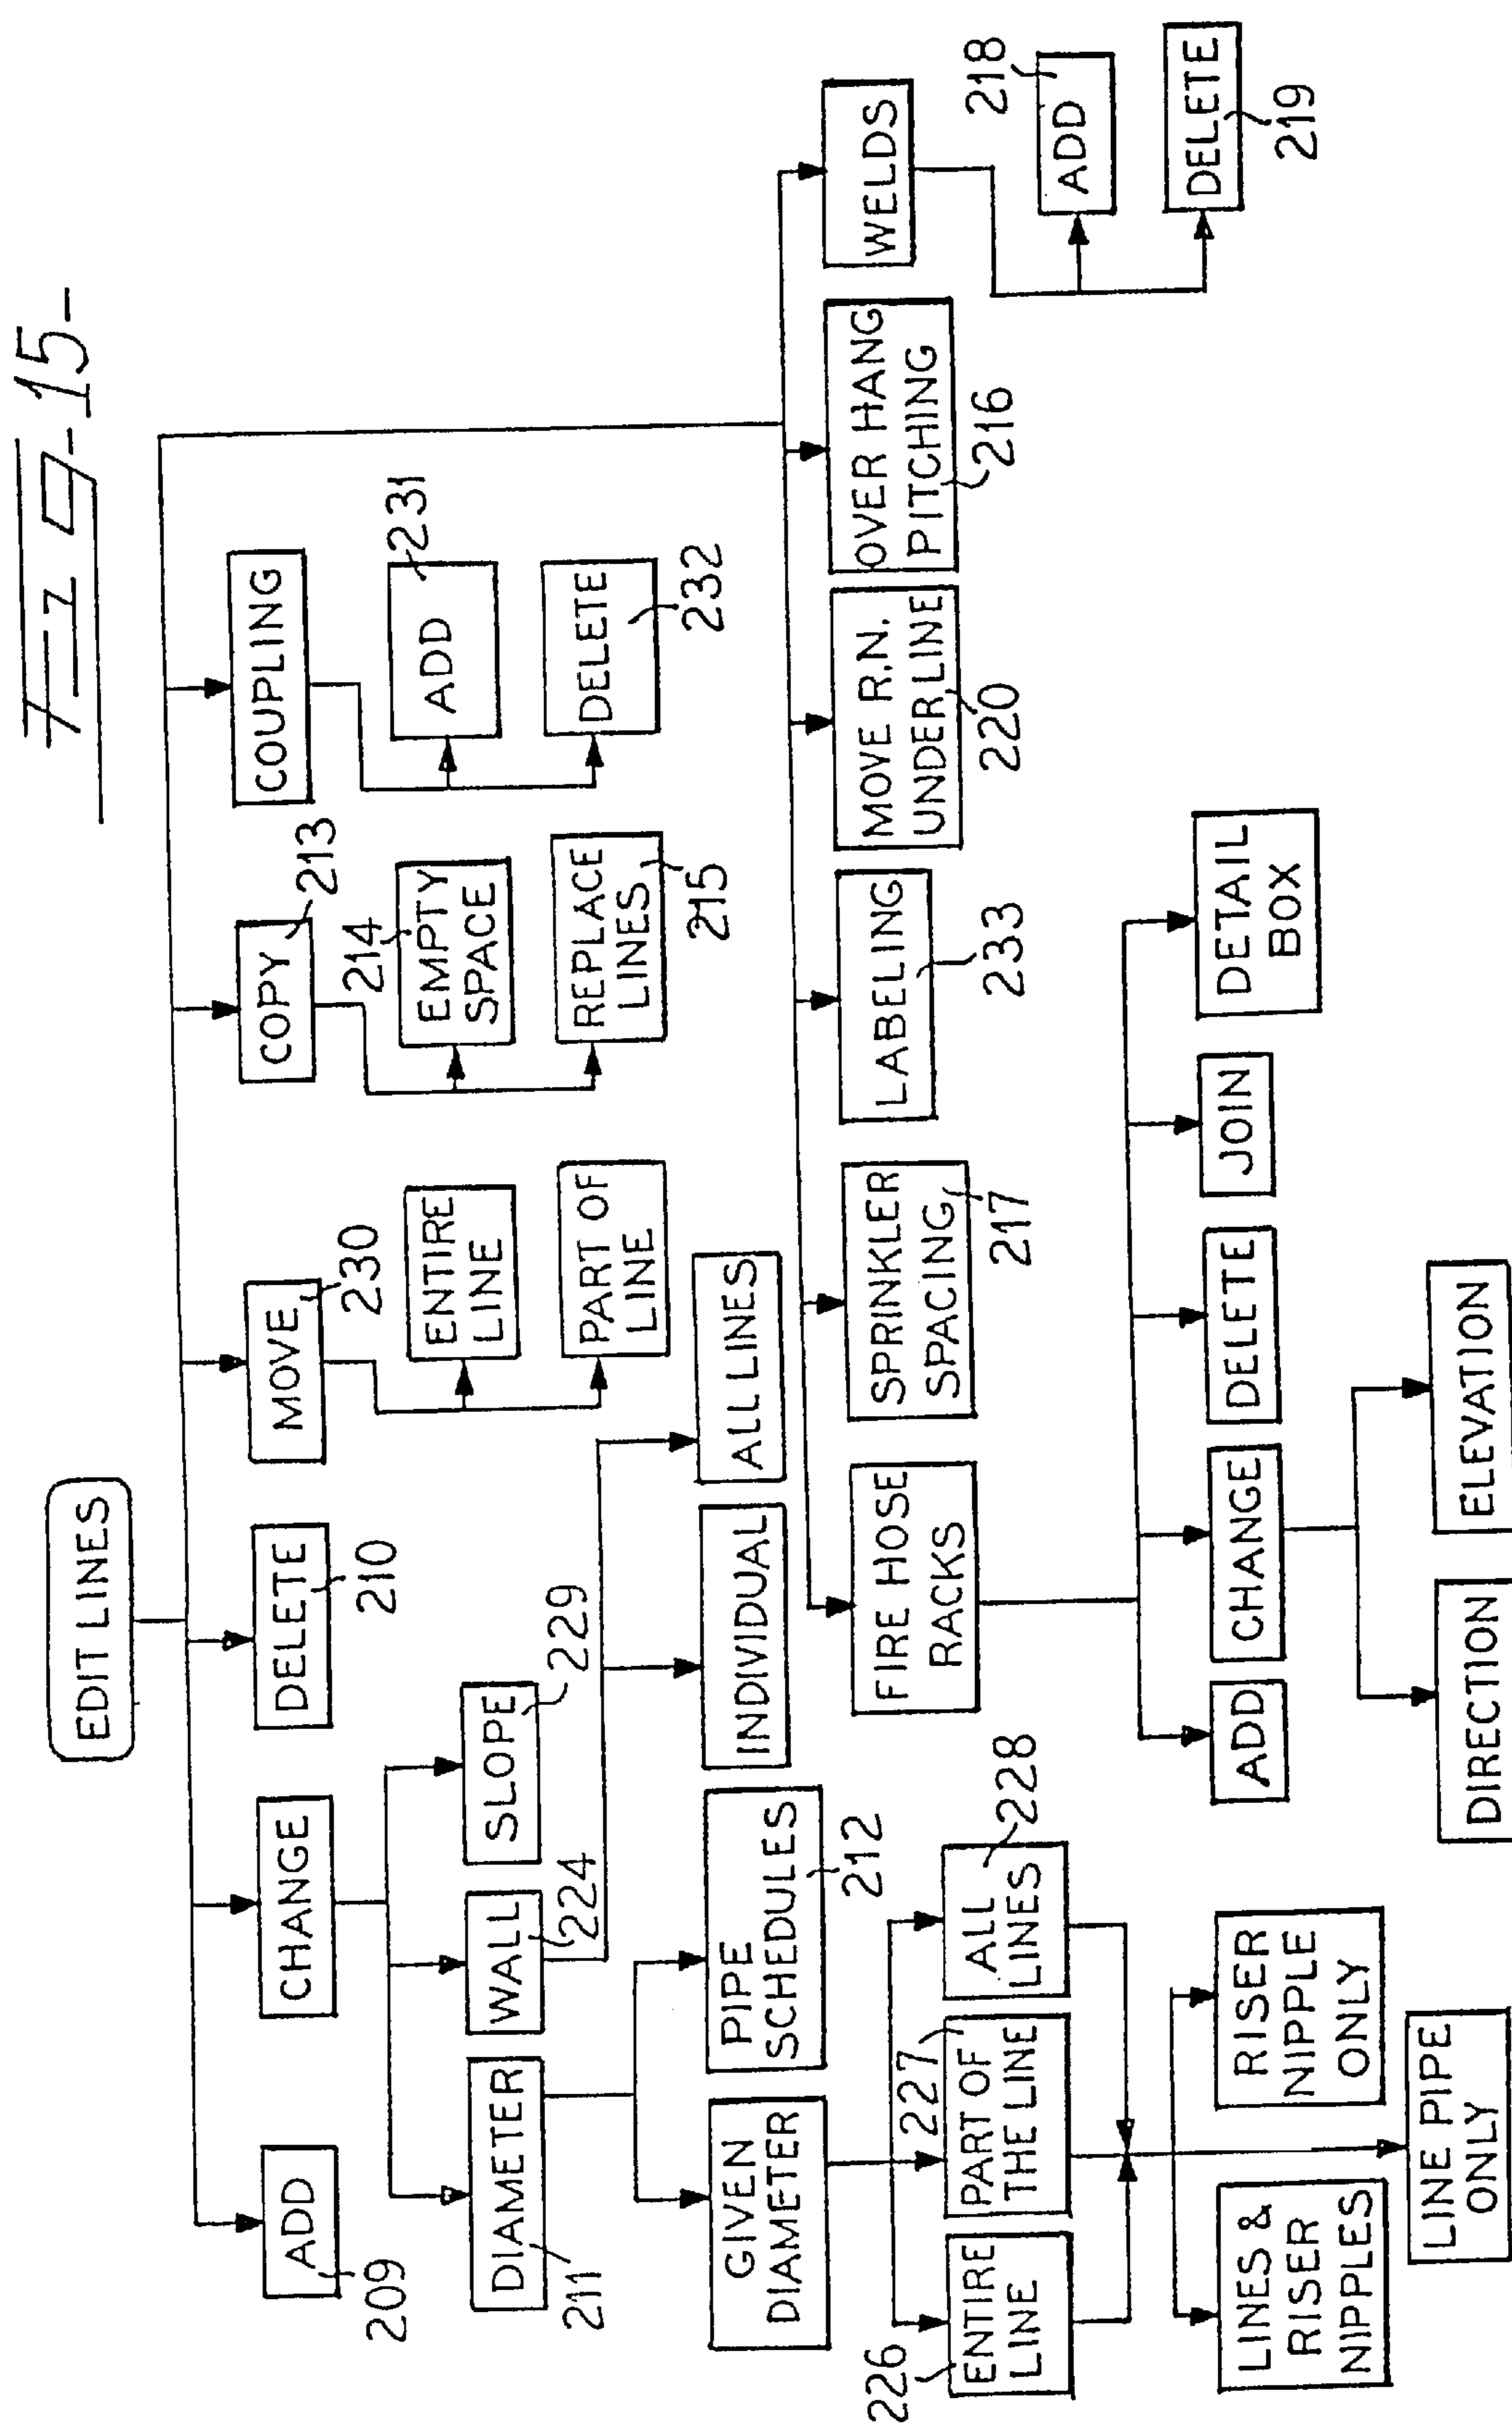 Fig-15-
EDIT LINES
ADD
209
CHANGE
DELETE
210
MOVE
230
COPY
213
COUPLING
DIAMETER
211
WALL
224
SLOPE
229
ENTIRE
LINE
PART OF
LINE
214
EMPTY
SPACE
REPLACE
LINES
215
ADD
231
DELETE
232
GIVEN
DIAMETER
PIPE
SCHEDULES
212
INDIVIDUAL
ALL LINES
226
ENTIRE
LINE
227
PART OF
THE LINE
ALL
LINES
228
LINES &
RISER
NIPPLES
RISER
NIPPLE
ONLY
LINE PIPE
ONLY
FIRE HOSE
RACKS
SPRINKLER
SPACING
217
LABELING
233
MOVE R.N.
UNDERLINE
220
OVER HANG
PITCHING
216
WELDS
218
ADD
DELETE
219
ADD
CHANGE
DELETE
JOIN
DETAIL
BOX
DIRECTION
ELEVATION